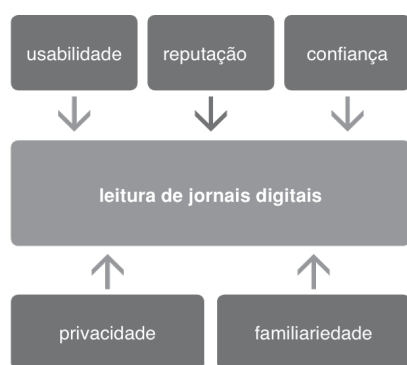 usabilidade
reputação
confiança
leitura de jornais digitais
privacidade
familiariedade